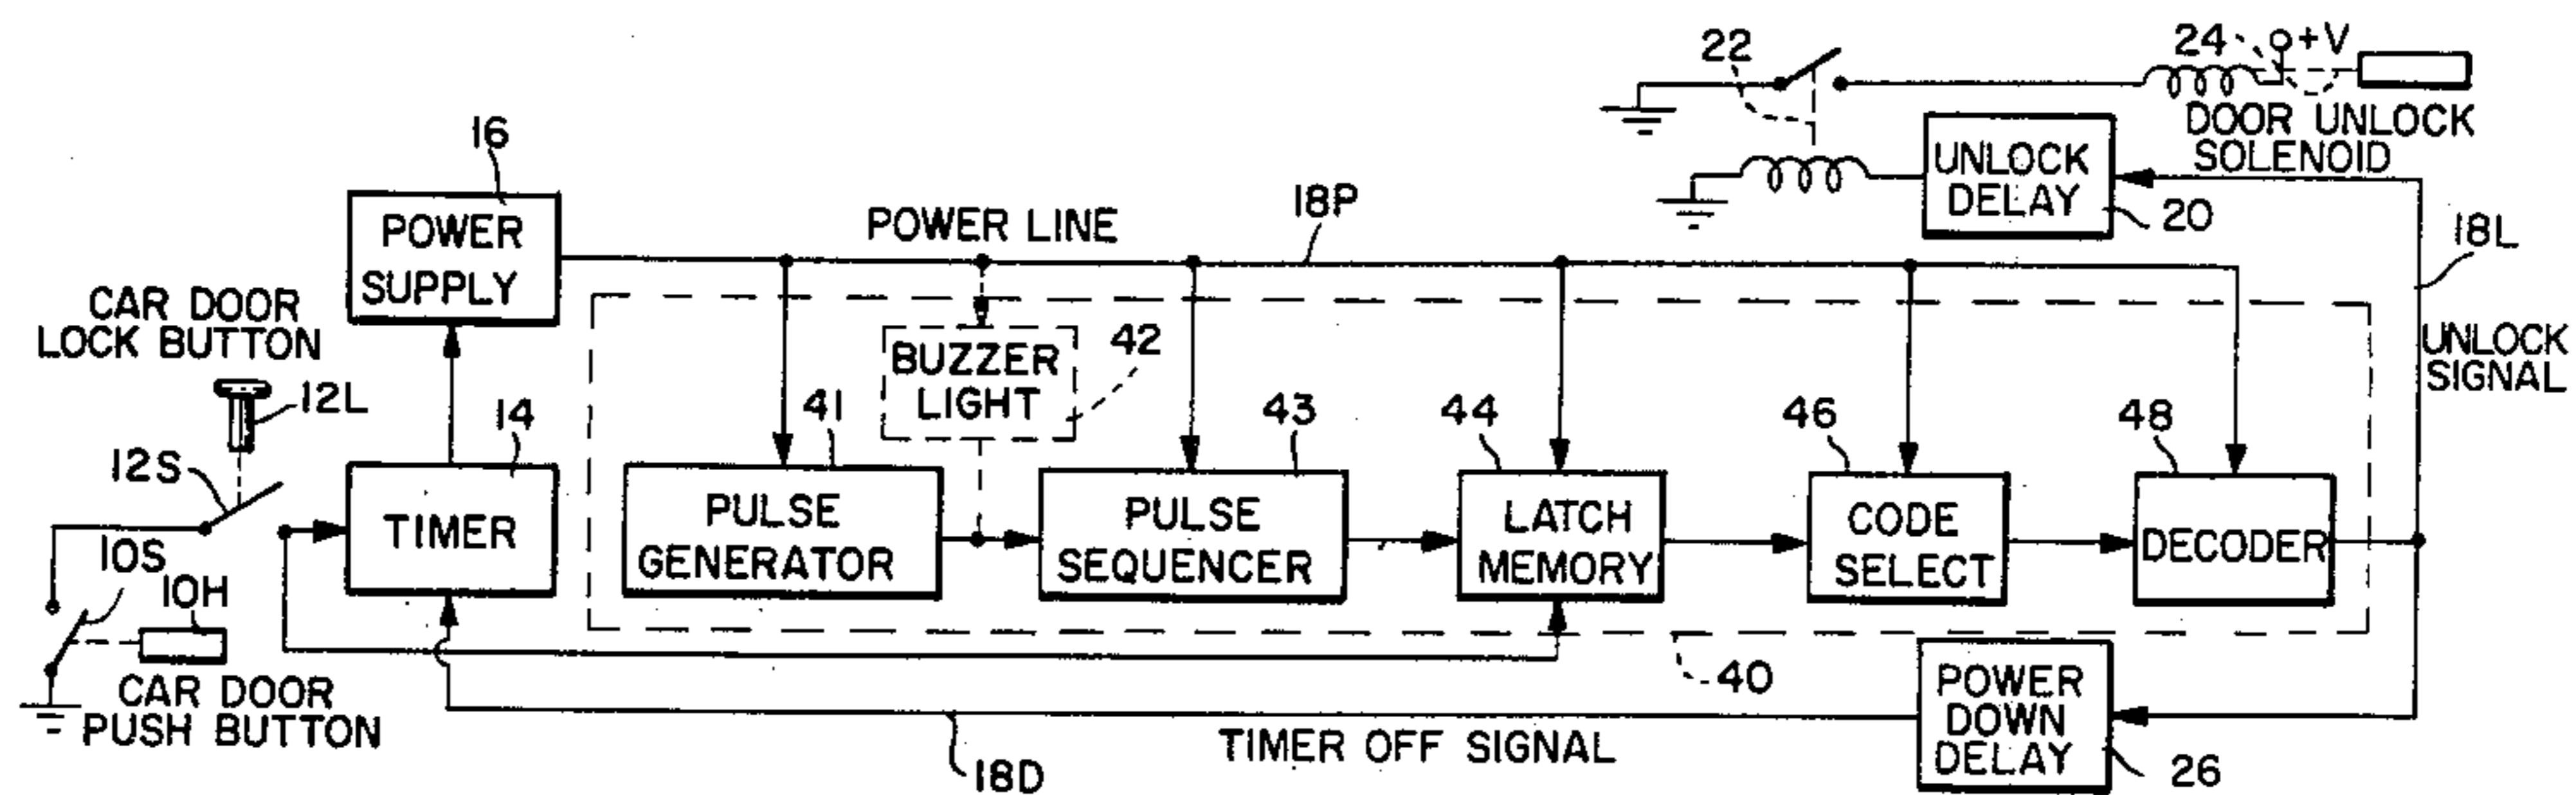 22
24
+V
DOOR UNLOCK
SOLENOID
16
UNLOCK
DELAY
20
POWER
SUPPLY
POWER LINE
18P
18L
CAR DOOR
LOCK BUTTON
12L
BUZZER
LIGHT
42
UNLOCK
SIGNAL
12S
14
41
43
44
46
48
TIMER
PULSE
GENERATOR
PULSE
SEQUENCER
LATCH
MEMORY
CODE
SELECT
DECODER
10S
10H
CAR DOOR
PUSH BUTTON
40
POWER
DOWN
DELAY
26
TIMER OFF SIGNAL
18D